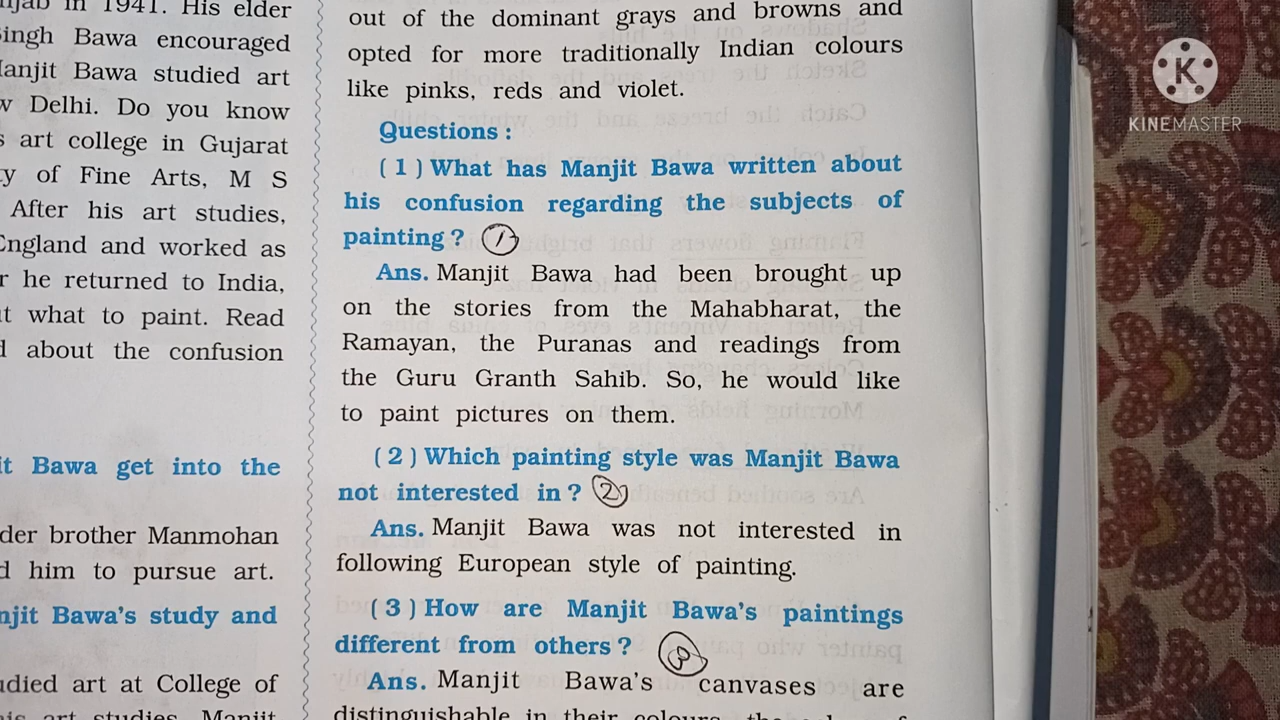 in 1941. His elder
Singh Bawa encouraged
Manjit Bawa studied art
Delhi. Do you know
art college in Gujarat
of Fine Arts, M S
After his art studies,
England and worked as
he returned to India,
what to paint. Read
about the confusion
Bawa get into the
brother Manmohan
him to pursue art.
Bawa's study and
art at College of
art studies, Manjit
out of the dominant grays and browns and
opted for more traditionally Indian colours
like pinks, reds and violet.
Questions :
( 1 ) What has Manjit Bawa written about
his confusion regarding the subjects of
painting ? 1
Ans. Manjit Bawa had been brought up
on the stories from the Mahabharat, the
Ramayan, the Puranas and readings from
the Guru Granth Sahib. So, he would like
to paint pictures on them.
( 2 ) Which painting style was Manjit Bawa
not interested in ? 2
Ans. Manjit Bawa was not interested in
following European style of painting.
( 3 ) How are Manjit Bawa's paintings
different from others ? 3
Ans. Manjit Bawa's canvases are
distinguishable in their colours, the
K
KINEMASTER